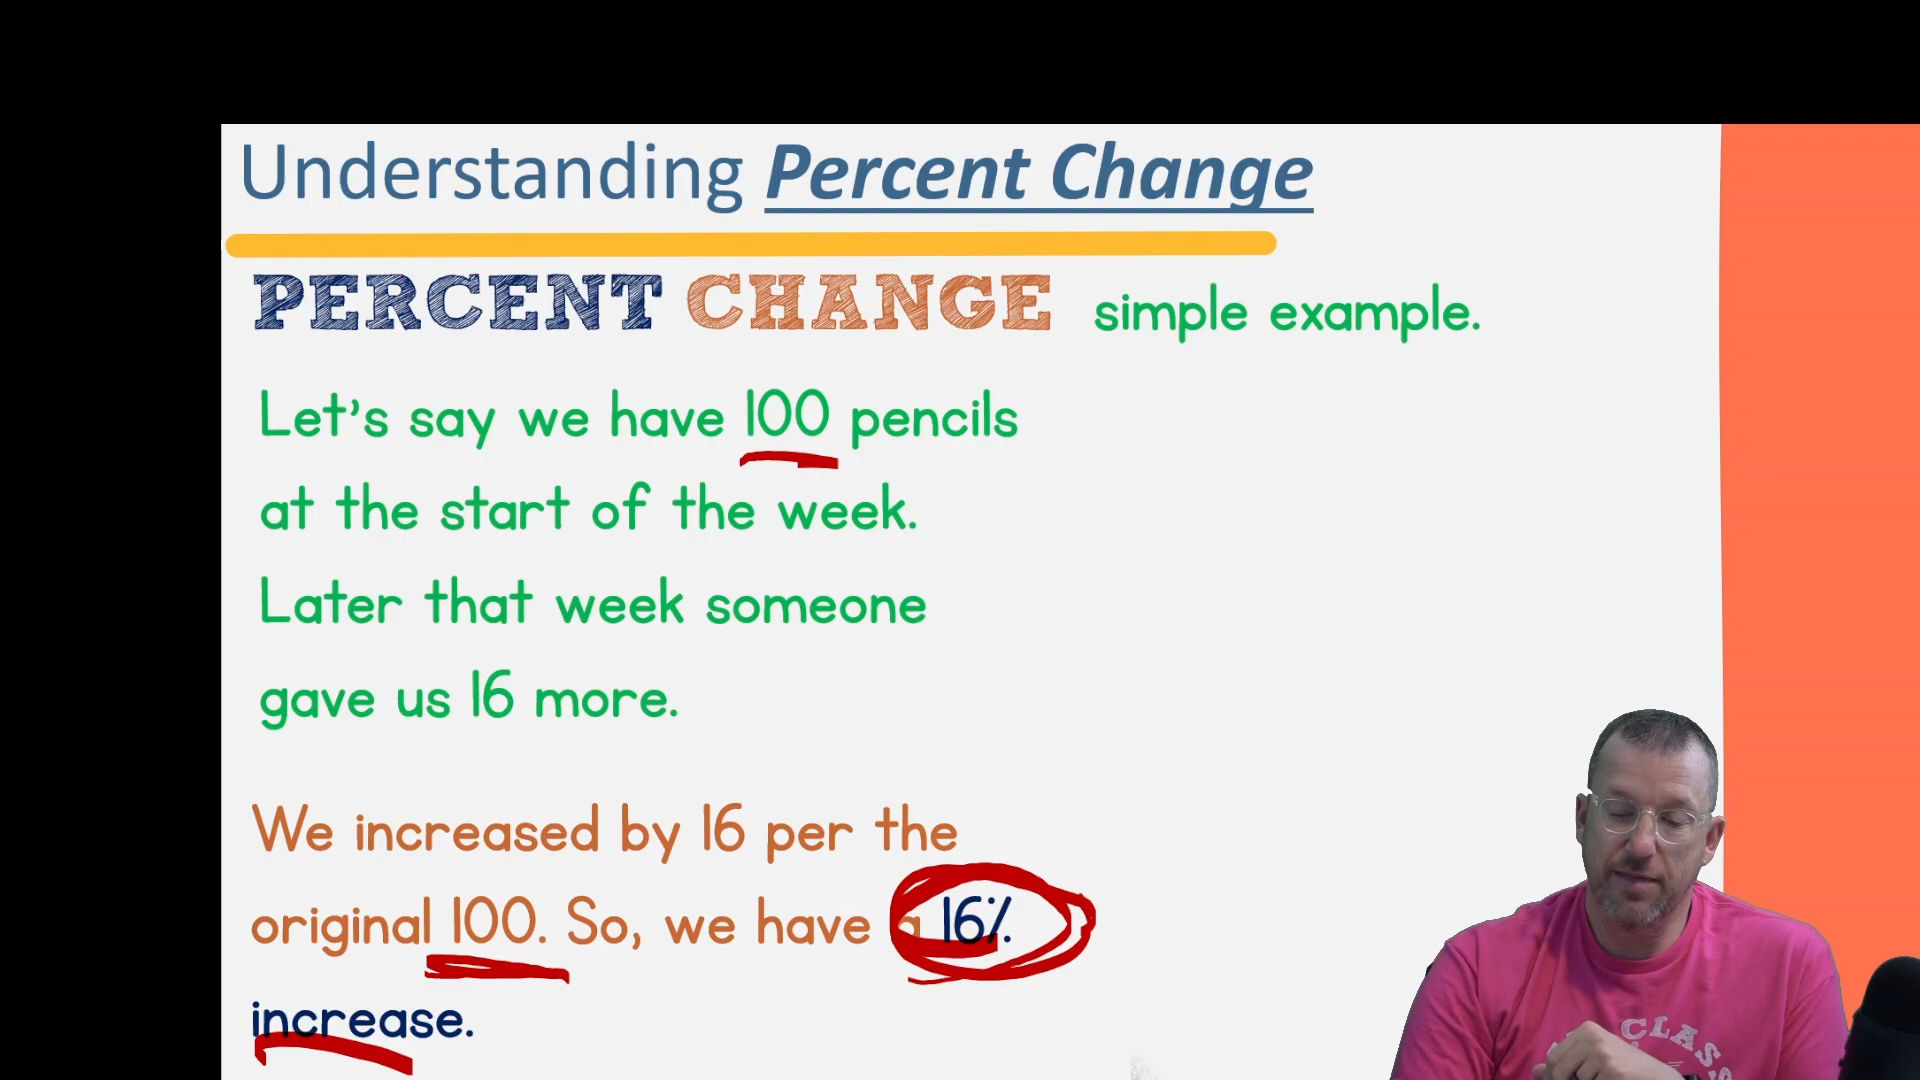 Understanding Percent Change
PERCENT CHANGE simple example.
Let's say we have 100 pencils
at the start of the week.
Later that week someone
gave us 16 more.
We increased by 16 per the
original 100. So, we have a 16%
increase.
CLASS